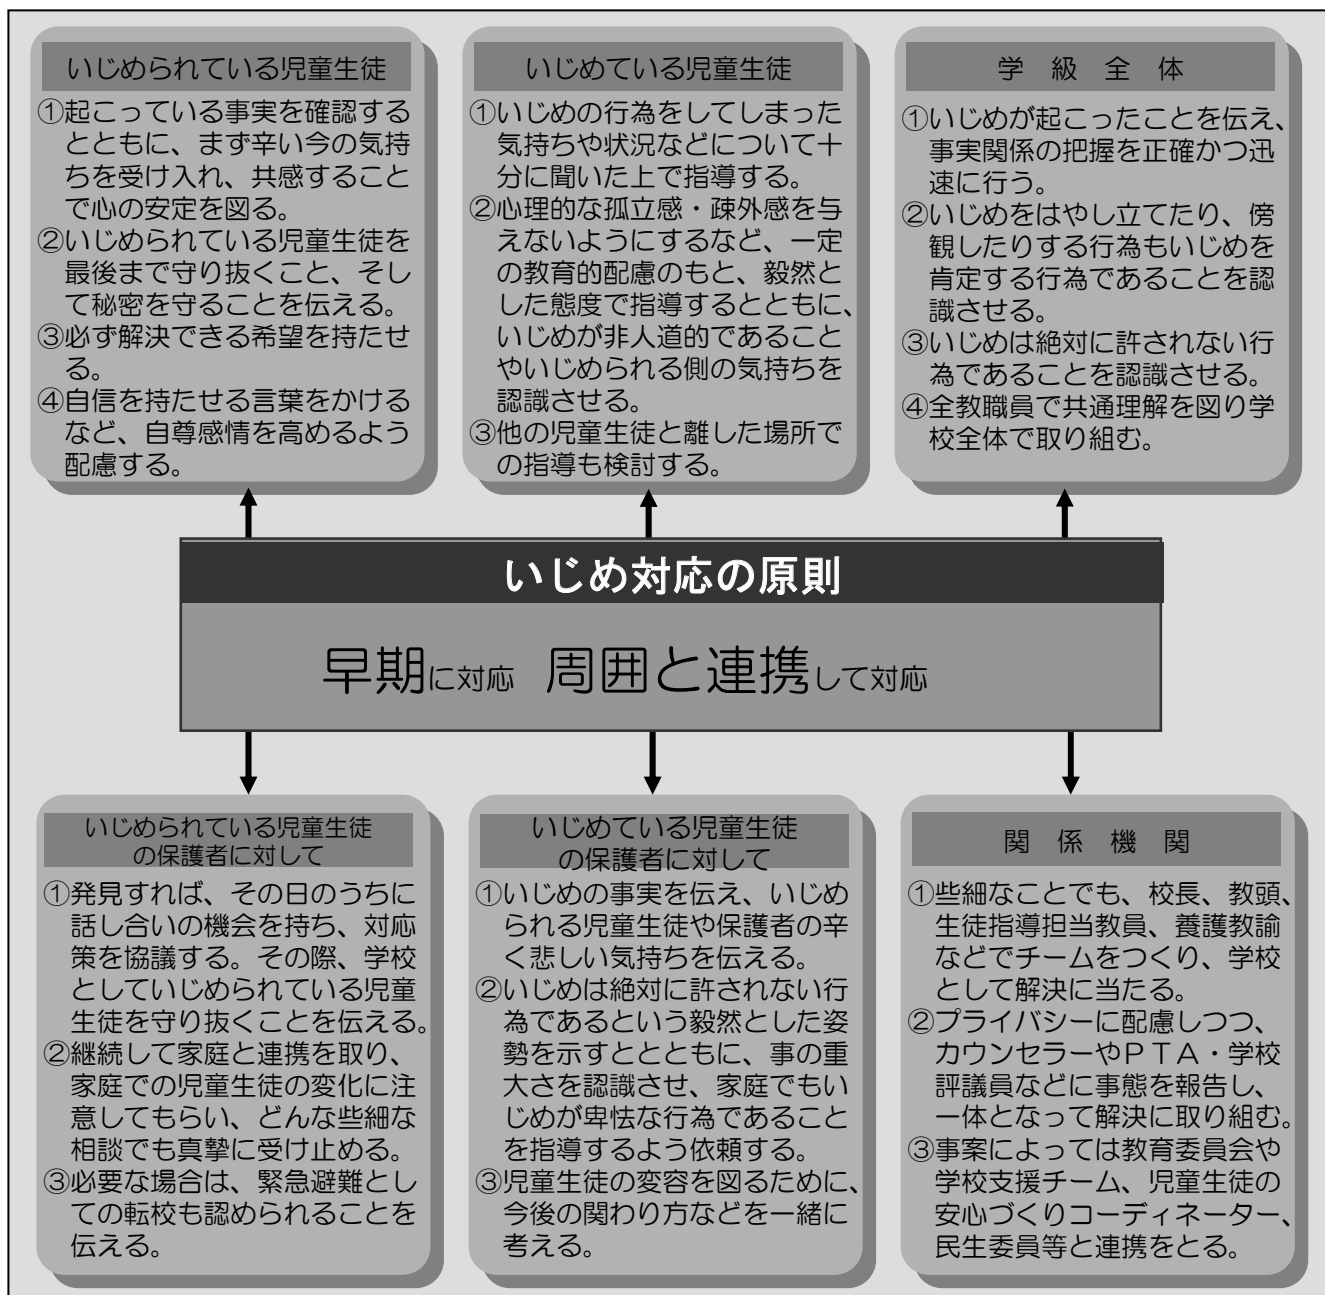 いじめられている児童生徒
①起こっている事実を確認する
とともに、まず辛い今の気持
ちを受け入れ、共感すること
で心の安定を図る。
②いじめられている児童生徒を
最後まで守り抜くこと、そし
て秘密を守ることを伝える。
③必ず解決できる希望を持たせ
る。
④自信を持たせる言葉をかける
など、自尊感情を高めるよう
配慮する。
いじめている児童生徒
①いじめの行為をしてしまった
気持ちや状況などについて十
分に聞いた上で指導する。
②心理的な孤立感・疎外感を与
えないようにするなど、一定
の教育的配慮のもと、毅然と
した態度で指導するとともに、
いじめが非人道的であること
やいじめられる側の気持ちを
認識させる。
③他の児童生徒と離した場所で
の指導も検討する。
学 級 全 体
①いじめが起こったことを伝え、
事実関係の把握を正確かつ迅
速に行う。
②いじめをはやし立てたり、傍
観したりする行為もいじめを
肯定する行為であることを認
識させる。
③いじめは絶対に許されない行
為であることを認識させる。
④全教職員で共通理解を図り学
校全体で取り組む。
いじめ対応の原則
早期に対応 周囲と連携して対応
いじめられている児童生徒
の保護者に対して
①発見すれば、その日のうちに
話し合いの機会を持ち、対応
策を協議する。その際、学校
としていじめられている児童
生徒を守り抜くことを伝える。
②継続して家庭と連携を取り、
家庭での児童生徒の変化に注
意してもらい、どんな些細な
相談でも真摯に受け止める。
③必要な場合は、緊急避難とし
ての転校も認められることを
伝える。
いじめている児童生徒
の保護者に対して
①いじめの事実を伝え、いじめ
られる児童生徒や保護者の辛
く悲しい気持ちを伝える。
②いじめは絶対に許されない行
為であるという毅然とした姿
勢を示すととともに、事の重
大さを認識させ、家庭でもい
じめが卑怯な行為であること
を指導するよう依頼する。
③児童生徒の変容を図るために、
今後の関わり方などを一緒に
考える。
関 係 機 関
①些細なことでも、校長、教頭、
生徒指導担当教員、養護教諭
などでチームをつくり、学校
として解決に当たる。
②プライバシーに配慮しつつ、
カウンセラーやPTA・学校
評議員などに事態を報告し、
一体となって解決に取り組む。
③事案によっては教育委員会や
学校支援チーム、児童生徒の
安心づくりコーディネーター、
民生委員等と連携をとる。